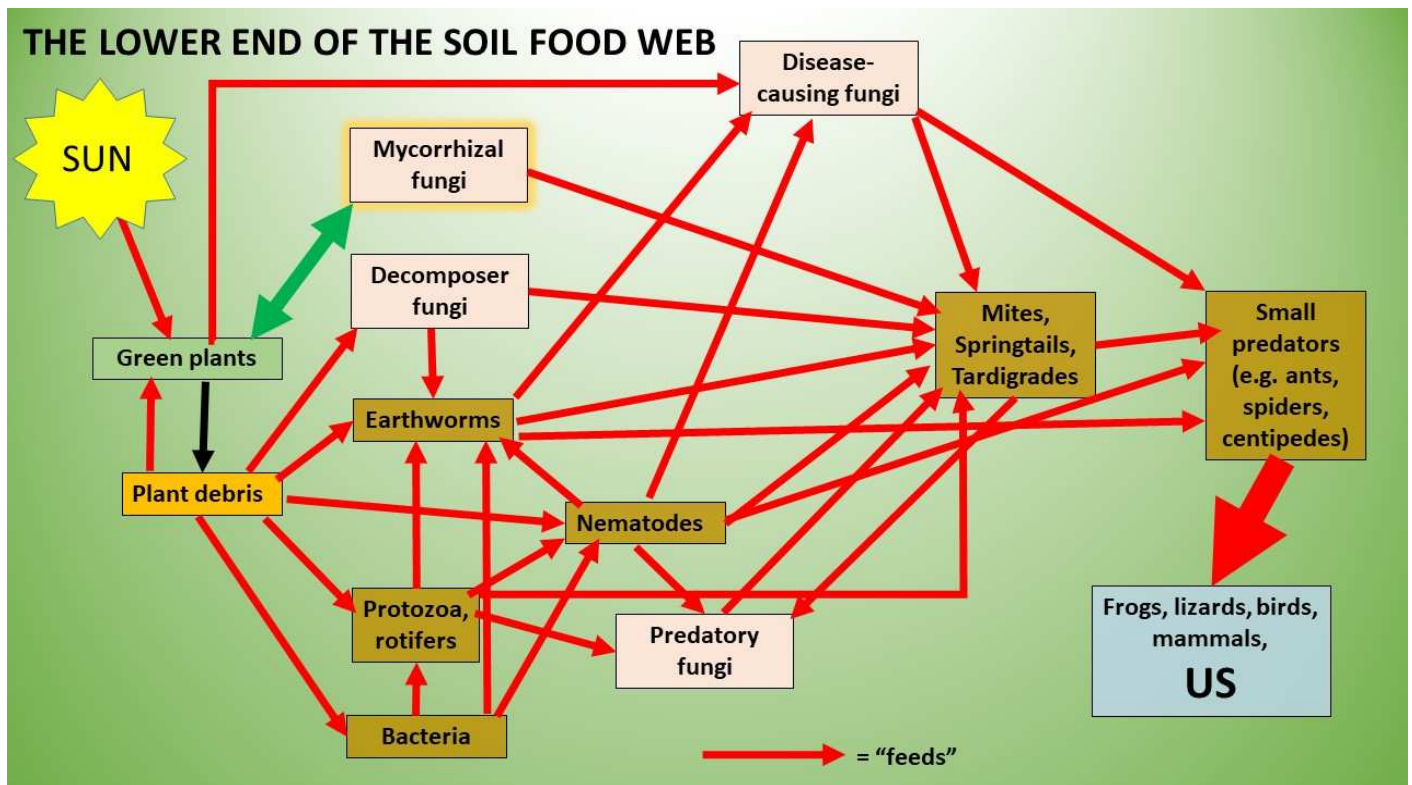 THE LOWER END OF THE SOIL FOOD WEB
SUN
Disease-
causing fungi
Mycorrhizal
fungi
Decomposer
fungi
Green plants
Mites,
Springtails,
Tardigrades
Small
predators
(e.g. ants,
spiders,
centipedes)
Earthworms
Plant debris
Nematodes
Protozoa,
rotifers
Predatory
fungi
Frogs, lizards, birds,
mammals,
US
Bacteria
= “feeds”